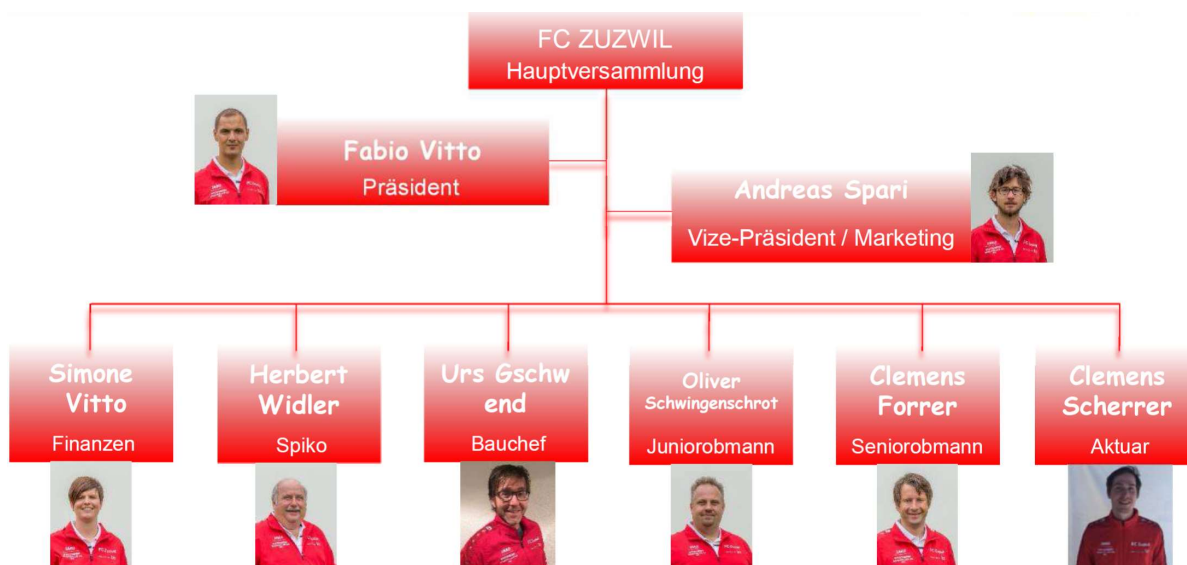 FC ZUZWIL
Hauptversammlung
Fabio Vitto
Präsident
Andreas Spari
Vize-Präsident / Marketing
Simone
Vitto
Finanzen
Herbert
Widler
Spiko
Urs Gschw
end
Bauchef
Oliver
Schwingenschrot
Juniorobmann
Clemens
Forrer
Seniorobmann
Clemens
Scherrer
Aktuar